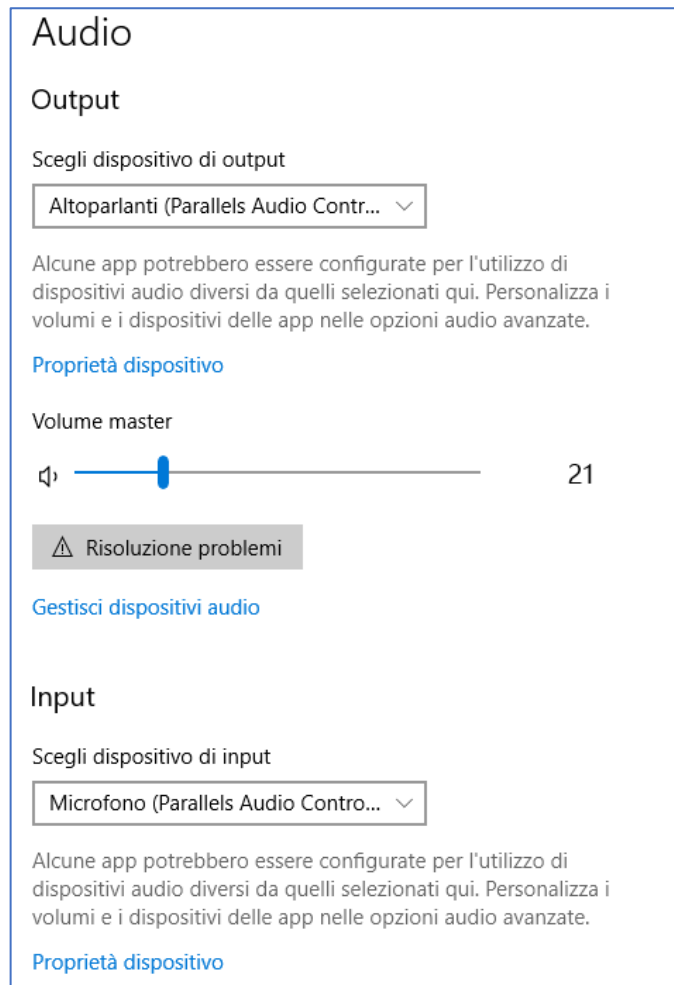 Audio
Output
Scegli dispositivo di output
Altoparlanti (Parallels Audio Contr...
Alcune app potrebbero essere configurate per l'utilizzo di
dispositivi audio diversi da quelli selezionati qui. Personalizza i
volumi e i dispositivi delle app nelle opzioni audio avanzate.
Proprietà dispositivo
Volume master
21
Risoluzione problemi
Gestisci dispositivi audio
Input
Scegli dispositivo di input
Microfono (Parallels Audio Contro...
Alcune app potrebbero essere configurate per l'utilizzo di
dispositivi audio diversi da quelli selezionati qui. Personalizza i
volumi e i dispositivi delle app nelle opzioni audio avanzate.
Proprietà dispositivo